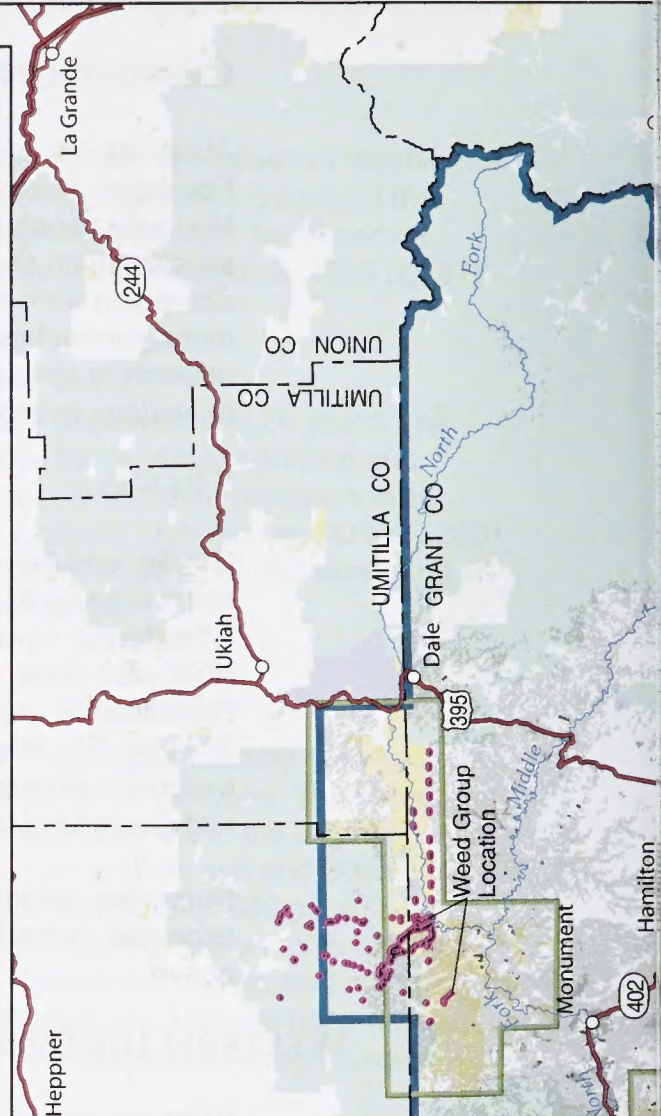 La Grande
244
UNION CO
UMITILLA CO
Fork
North
UMITILLA CO
GRANT CO
Ukiah
Dale
395
Middle
Weed Group
Location
Fork
Monument
Hamilton
402
orth
Heppner